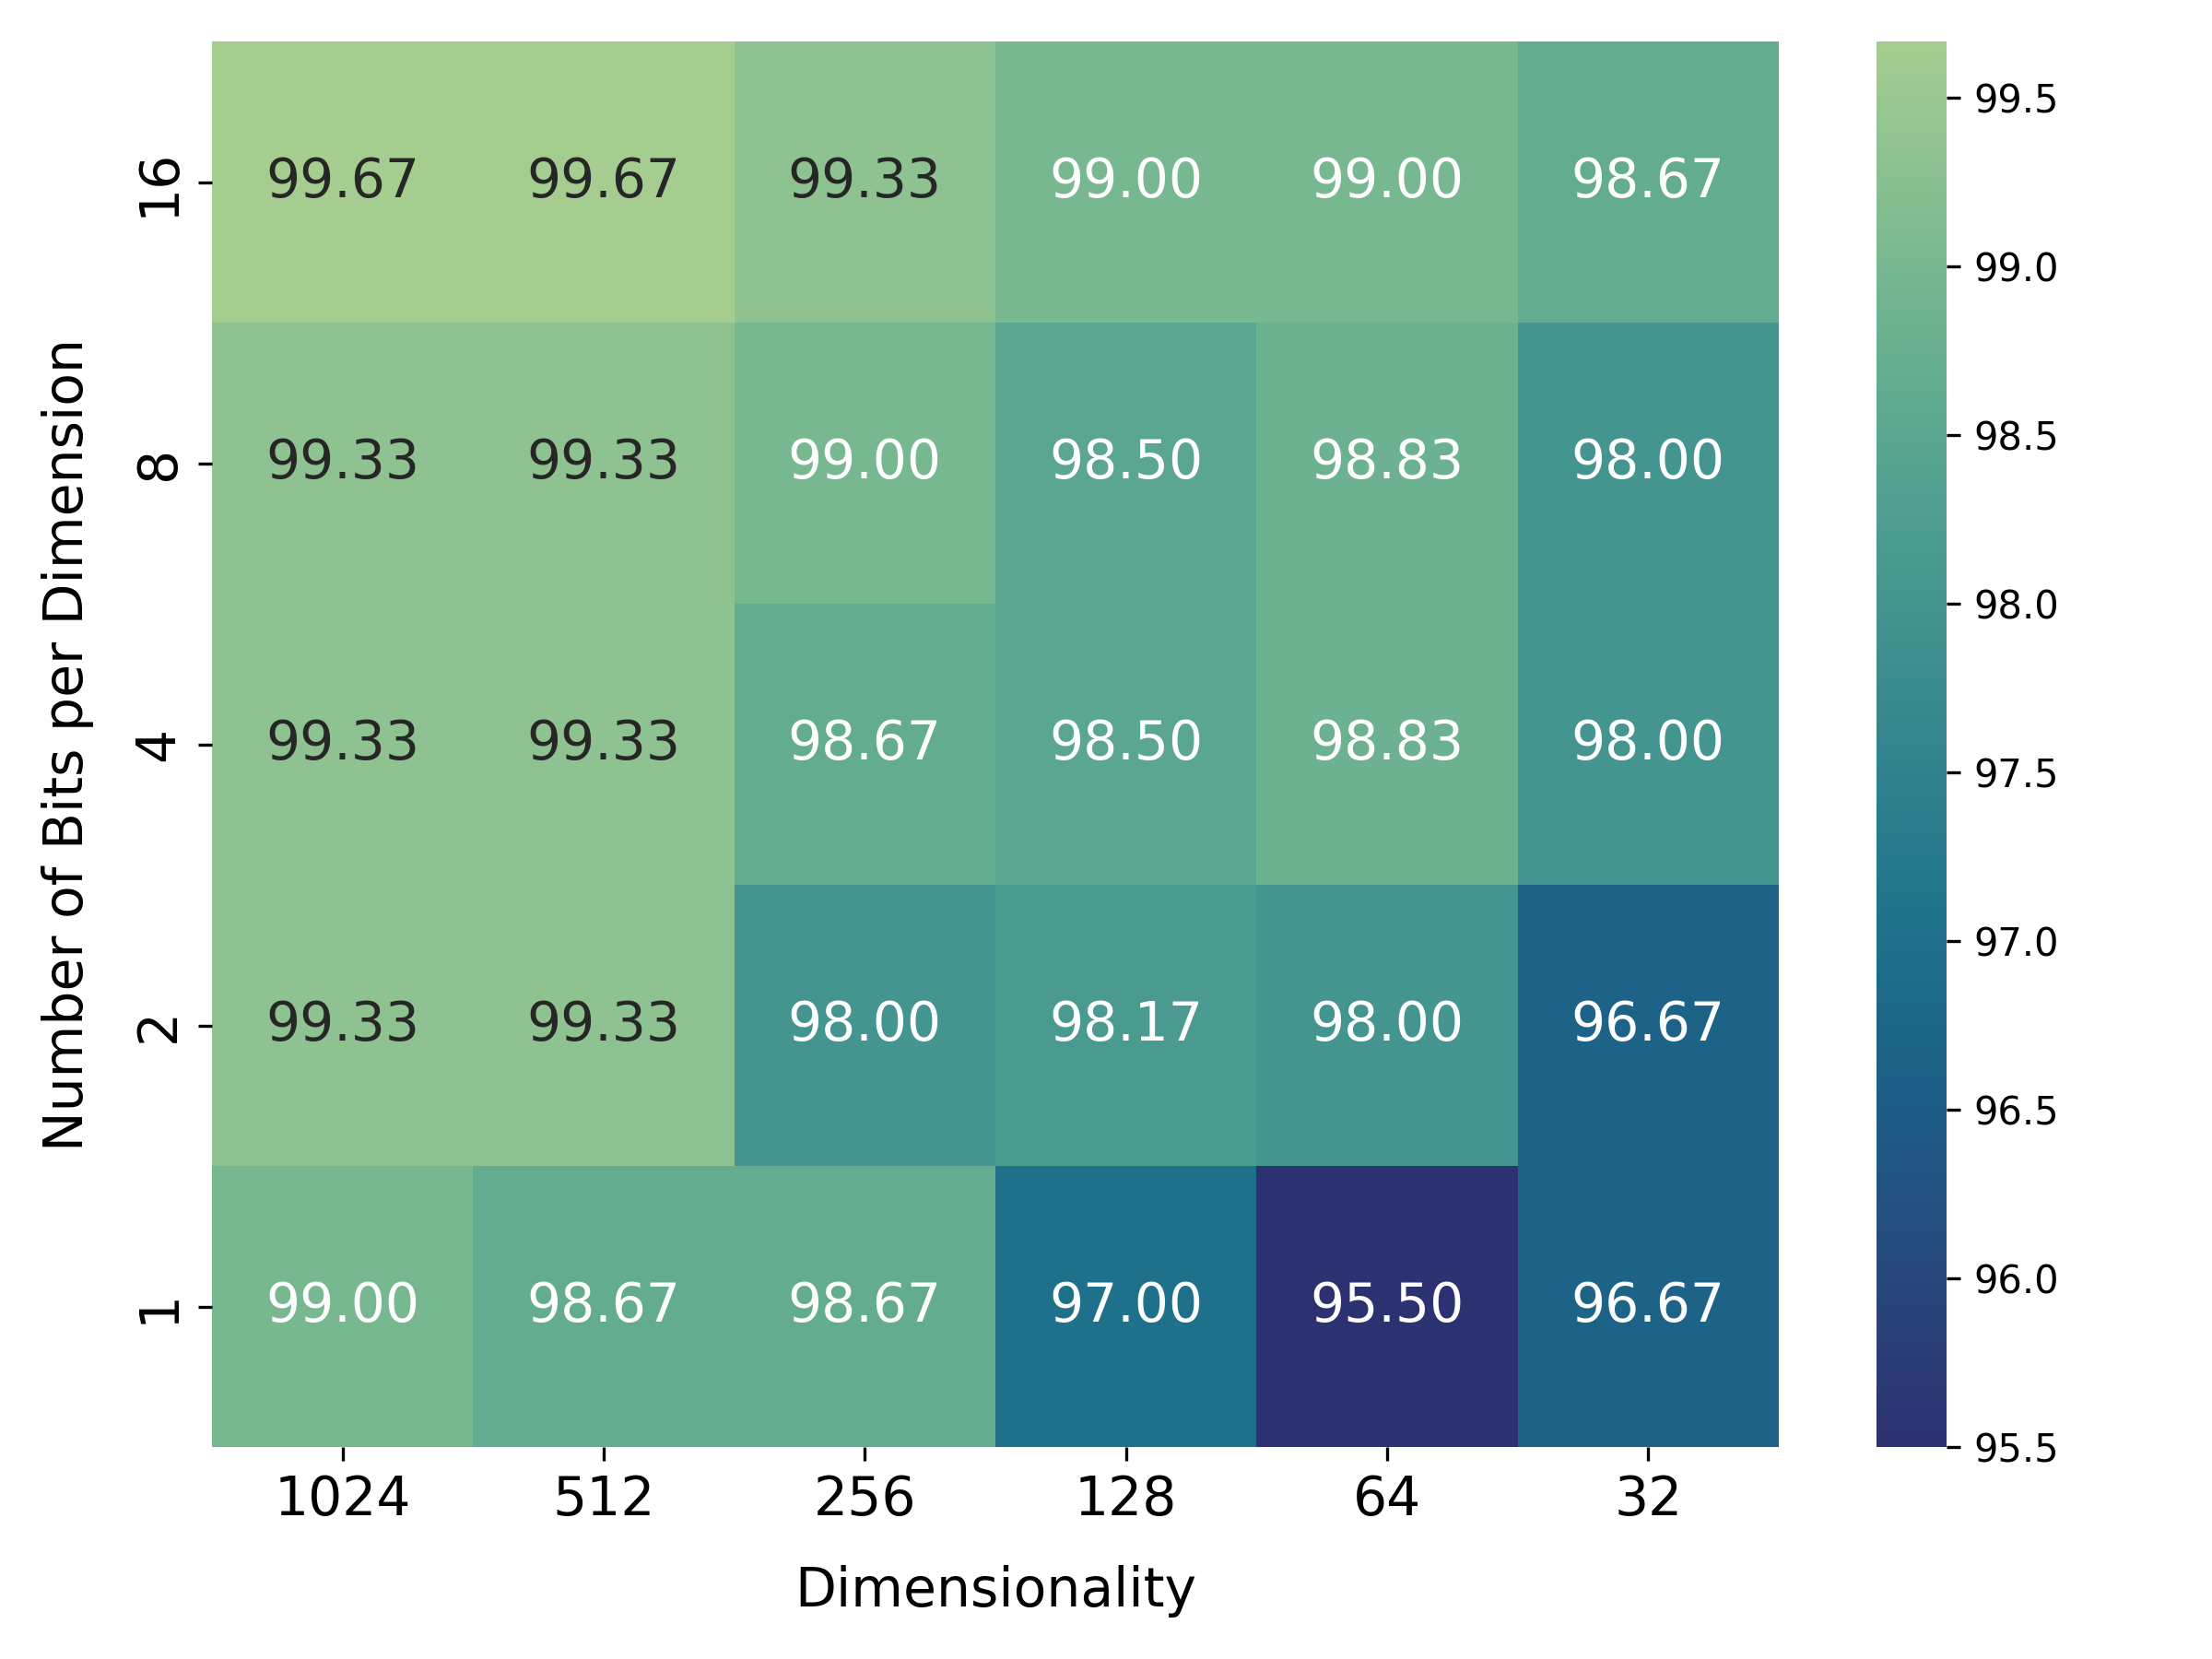 Number of Bits per Dimension
16 99.67 99.67 99.33 99.00 99.00 98.67
8 99.33 99.33 99.00 98.50 98.83 98.00
4 99.33 99.33 98.67 98.50 98.83 98.00
2 99.33 99.33 98.00 98.17 98.00 96.67
1 99.00 98.67 98.67 97.00 95.50 96.67
1024 512 256 128 64 32
Dimensionality
99.5
99.0
98.5
98.0
97.5
97.0
96.5
96.0
95.5